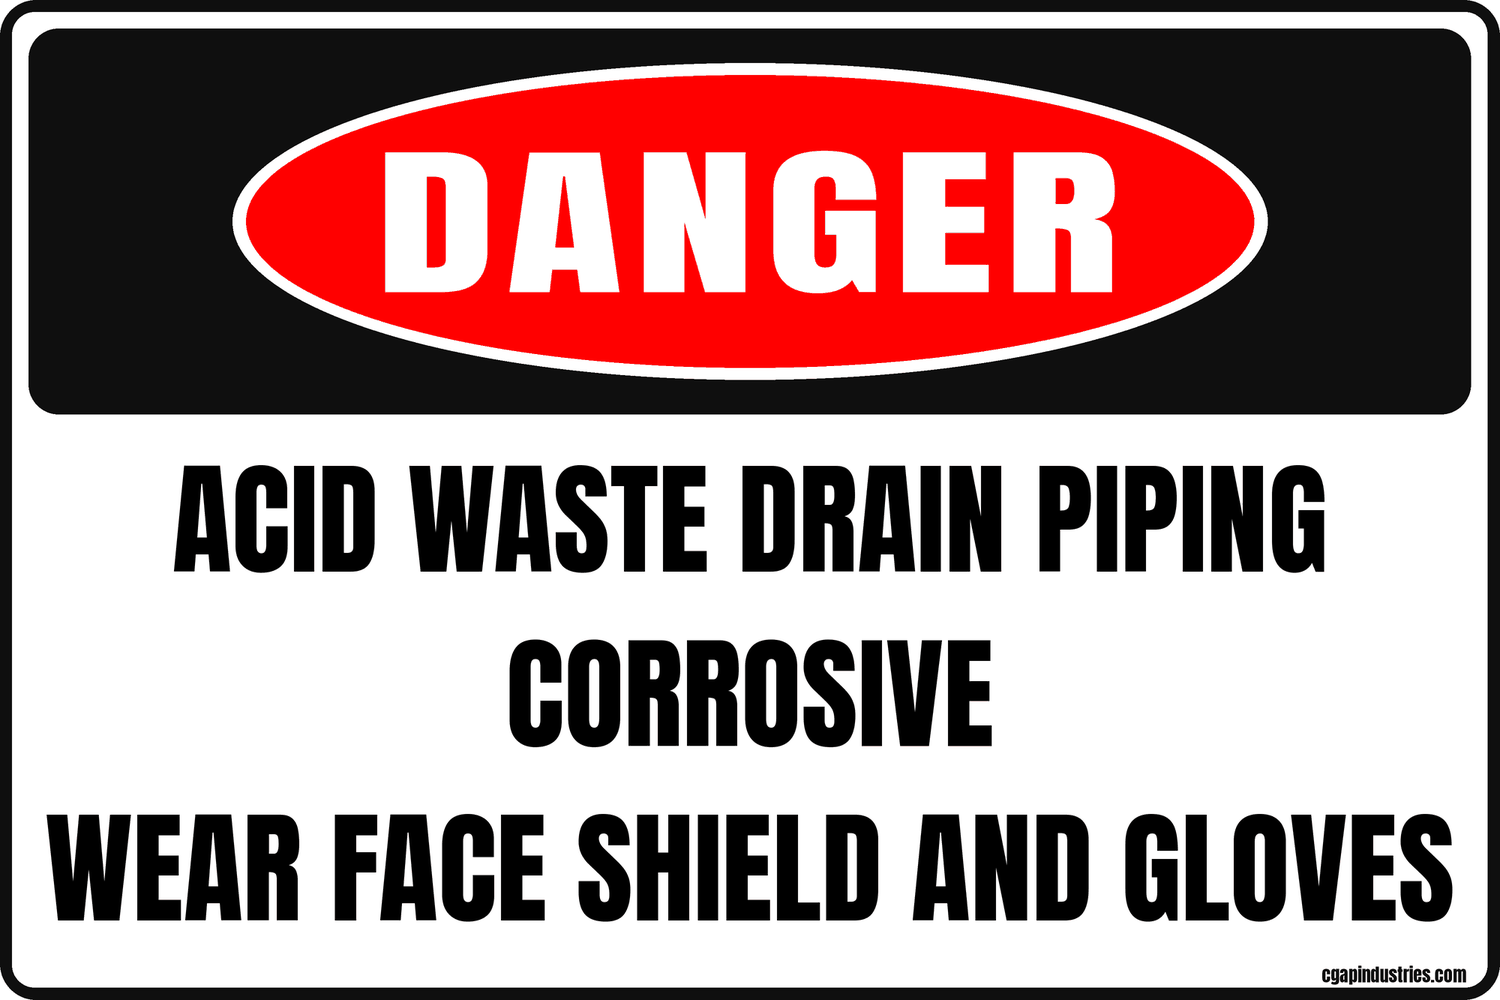 DANGER
ACID WASTE DRAIN PIPING
CORROSIVE
WEAR FACE SHIELD AND GLOVES
cgapindustries.com